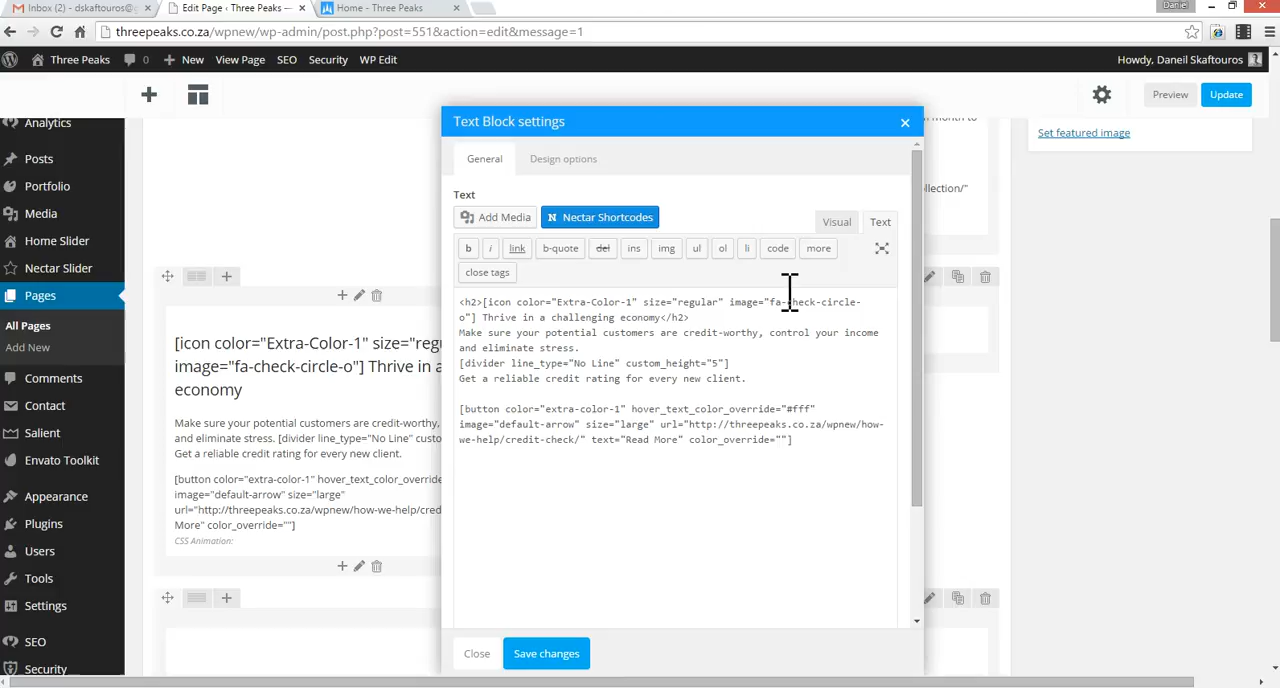 Inbox (2) - dskaftouros@
Edit Page ‹ Three Peaks —
Home - Three Peaks
Daniel
threepeaks.co.za/wpnew/wp-admin/post.php?post=551&action=edit&message=1
Three Peaks
0
New
View Page
SEO
Security
WP Edit
Howdy, Daneil Skaftouros
Preview
Update
Analytics
Posts
Portfolio
Media
Home Slider
Nectar Slider
Pages
All Pages
Add New
Comments
Contact
Salient
Envato Toolkit
Appearance
Plugins
Users
Tools
Settings
SEO
Security
[icon color="Extra-Color-1" size="regu
image="fa-check-circle-o"] Thrive in a
economy
Make sure your potential customers are credit-worthy,
and eliminate stress. [divider line_type="No Line" custo
Get a reliable credit rating for every new client.
[button color="extra-color-1" hover_text_color_override
image="default-arrow" size="large"
url="http://threepeaks.co.za/wpnew/how-we-help/cred
More" color_override=""]
CSS Animation:
Text Block settings
×
General
Design options
Text
Add Media
N Nectar Shortcodes
Visual
Text
b
i
link
b-quote
del
ins
img
ul
ol
li
code
more
close tags
<h2>[icon color="Extra-Color-1" size="regular" image="fa-check-circle-
o"] Thrive in a challenging economy</h2>
Make sure your potential customers are credit-worthy, control your income
and eliminate stress.
[divider line_type="No Line" custom_height="5"]
Get a reliable credit rating for every new client.
[button color="extra-color-1" hover_text_color_override="#fff"
image="default-arrow" size="large" url="http://threepeaks.co.za/wpnew/how-
we-help/credit-check/" text="Read More" color_override=""]
Close
Save changes
month to
llection/"
Set featured image